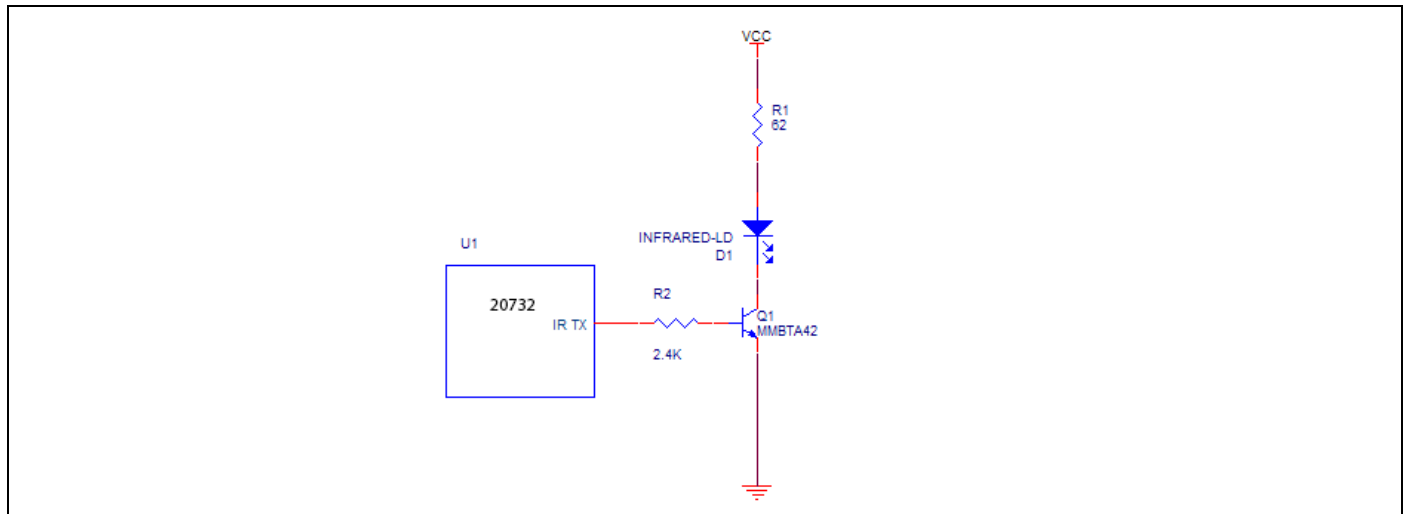 VCC
R1
62
INFRARED-LD
D1
U1
20732
IR TX
R2
2.4K
Q1
MMBTA42